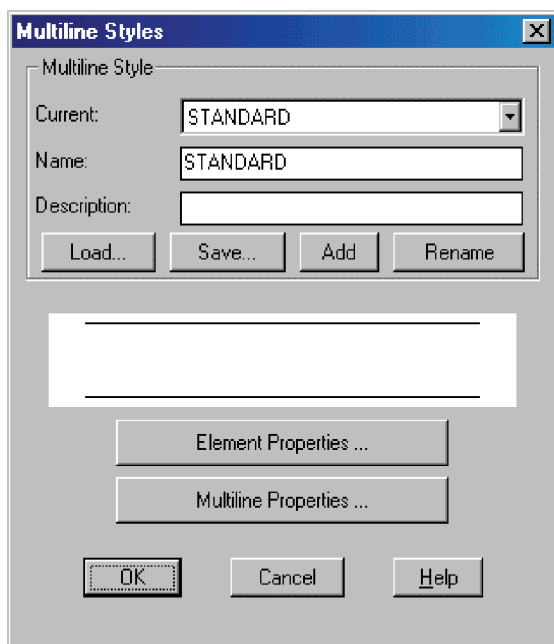 Multiline Styles
Multiline Style
Current: STANDARD
Name: STANDARD
Description:
Load... Save... Add Rename
Element Properties ...
Multiline Properties ...
OK Cancel Help